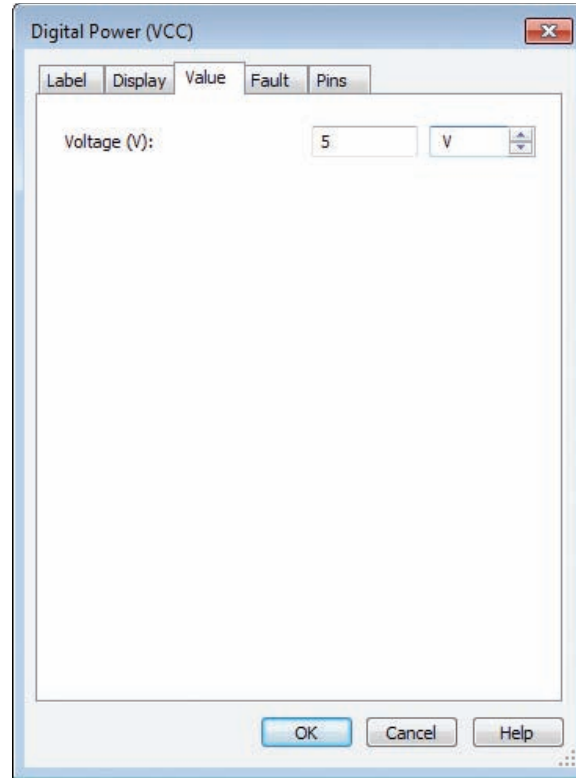 Digital Power (VCC)
Label Display Value Fault Pins
Voltage (V): 5 V
OK Cancel Help